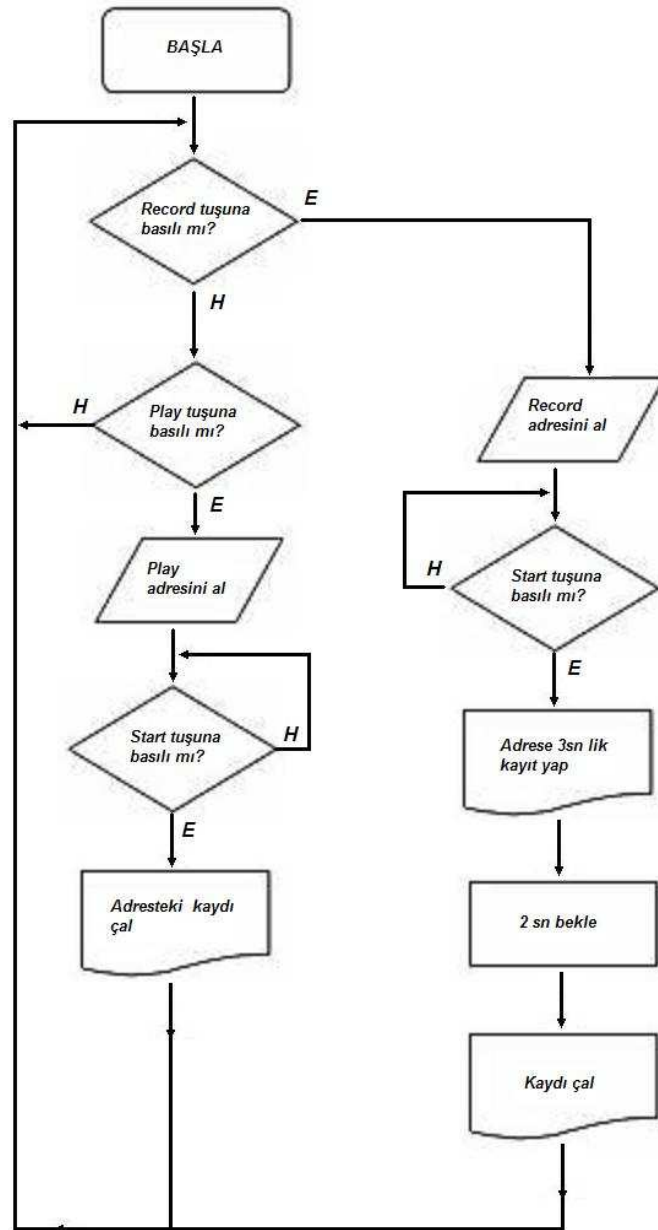 BAŞLA
Record tuşuna
basılı mı?
E
H
Play tuşuna
basılı mı?
H
E
Play
adresini al
Start tuşuna
basılı mı?
H
E
Adresteki kaydı
çal
Record
adresini al
Start tuşuna
basılı mı?
H
E
Adrese 3sn lik
kayıt yap
2 sn bekle
Kaydı çal